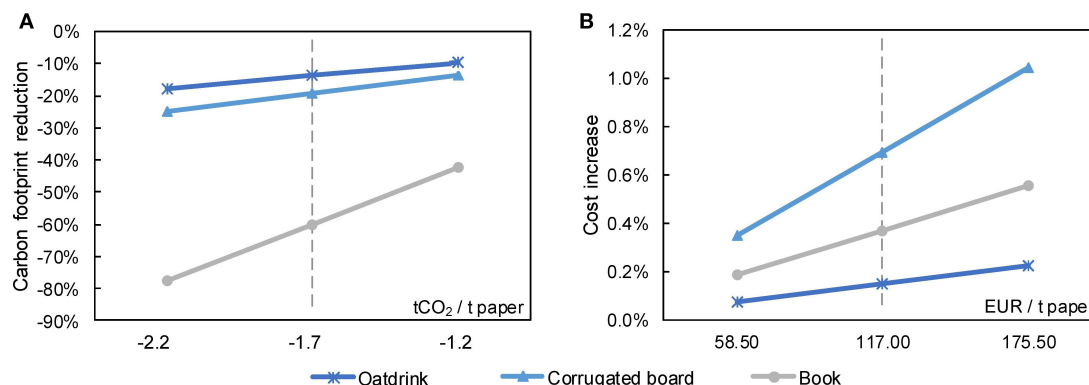 A
Carbon footprint reduction
0%
-10%
-20%
-30%
-40%
-50%
-60%
-70%
-80%
-90%
tCO₂ / t paper
-2.2 -1.7 -1.2
B
Cost increase
1.2%
1.0%
0.8%
0.6%
0.4%
0.2%
0.0%
EUR / t pape
58.50 117.00 175.50
Oatdrink Corrugated board Book